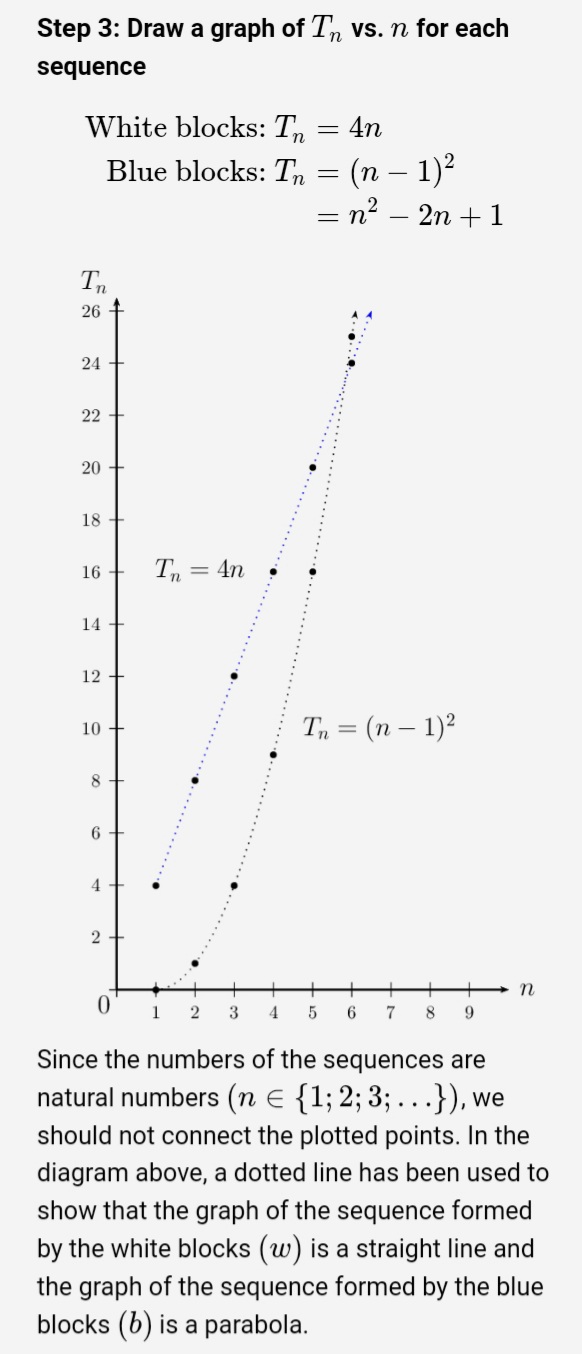 Step 3: Draw a graph of Tₙ vs. n for each
sequence
White blocks: Tₙ = 4n
Blue blocks: Tₙ = (n − 1)²
= n² − 2n + 1
Tₙ
26
24
22
20
18
16
Tₙ = 4n
14
12
10
Tₙ = (n − 1)²
8
6
4
2
0
1 2 3 4 5 6 7 8 9
n
Since the numbers of the sequences are
natural numbers (n ∈ {1; 2; 3; . . .}), we
should not connect the plotted points. In the
diagram above, a dotted line has been used to
show that the graph of the sequence formed
by the white blocks (w) is a straight line and
the graph of the sequence formed by the blue
blocks (b) is a parabola.